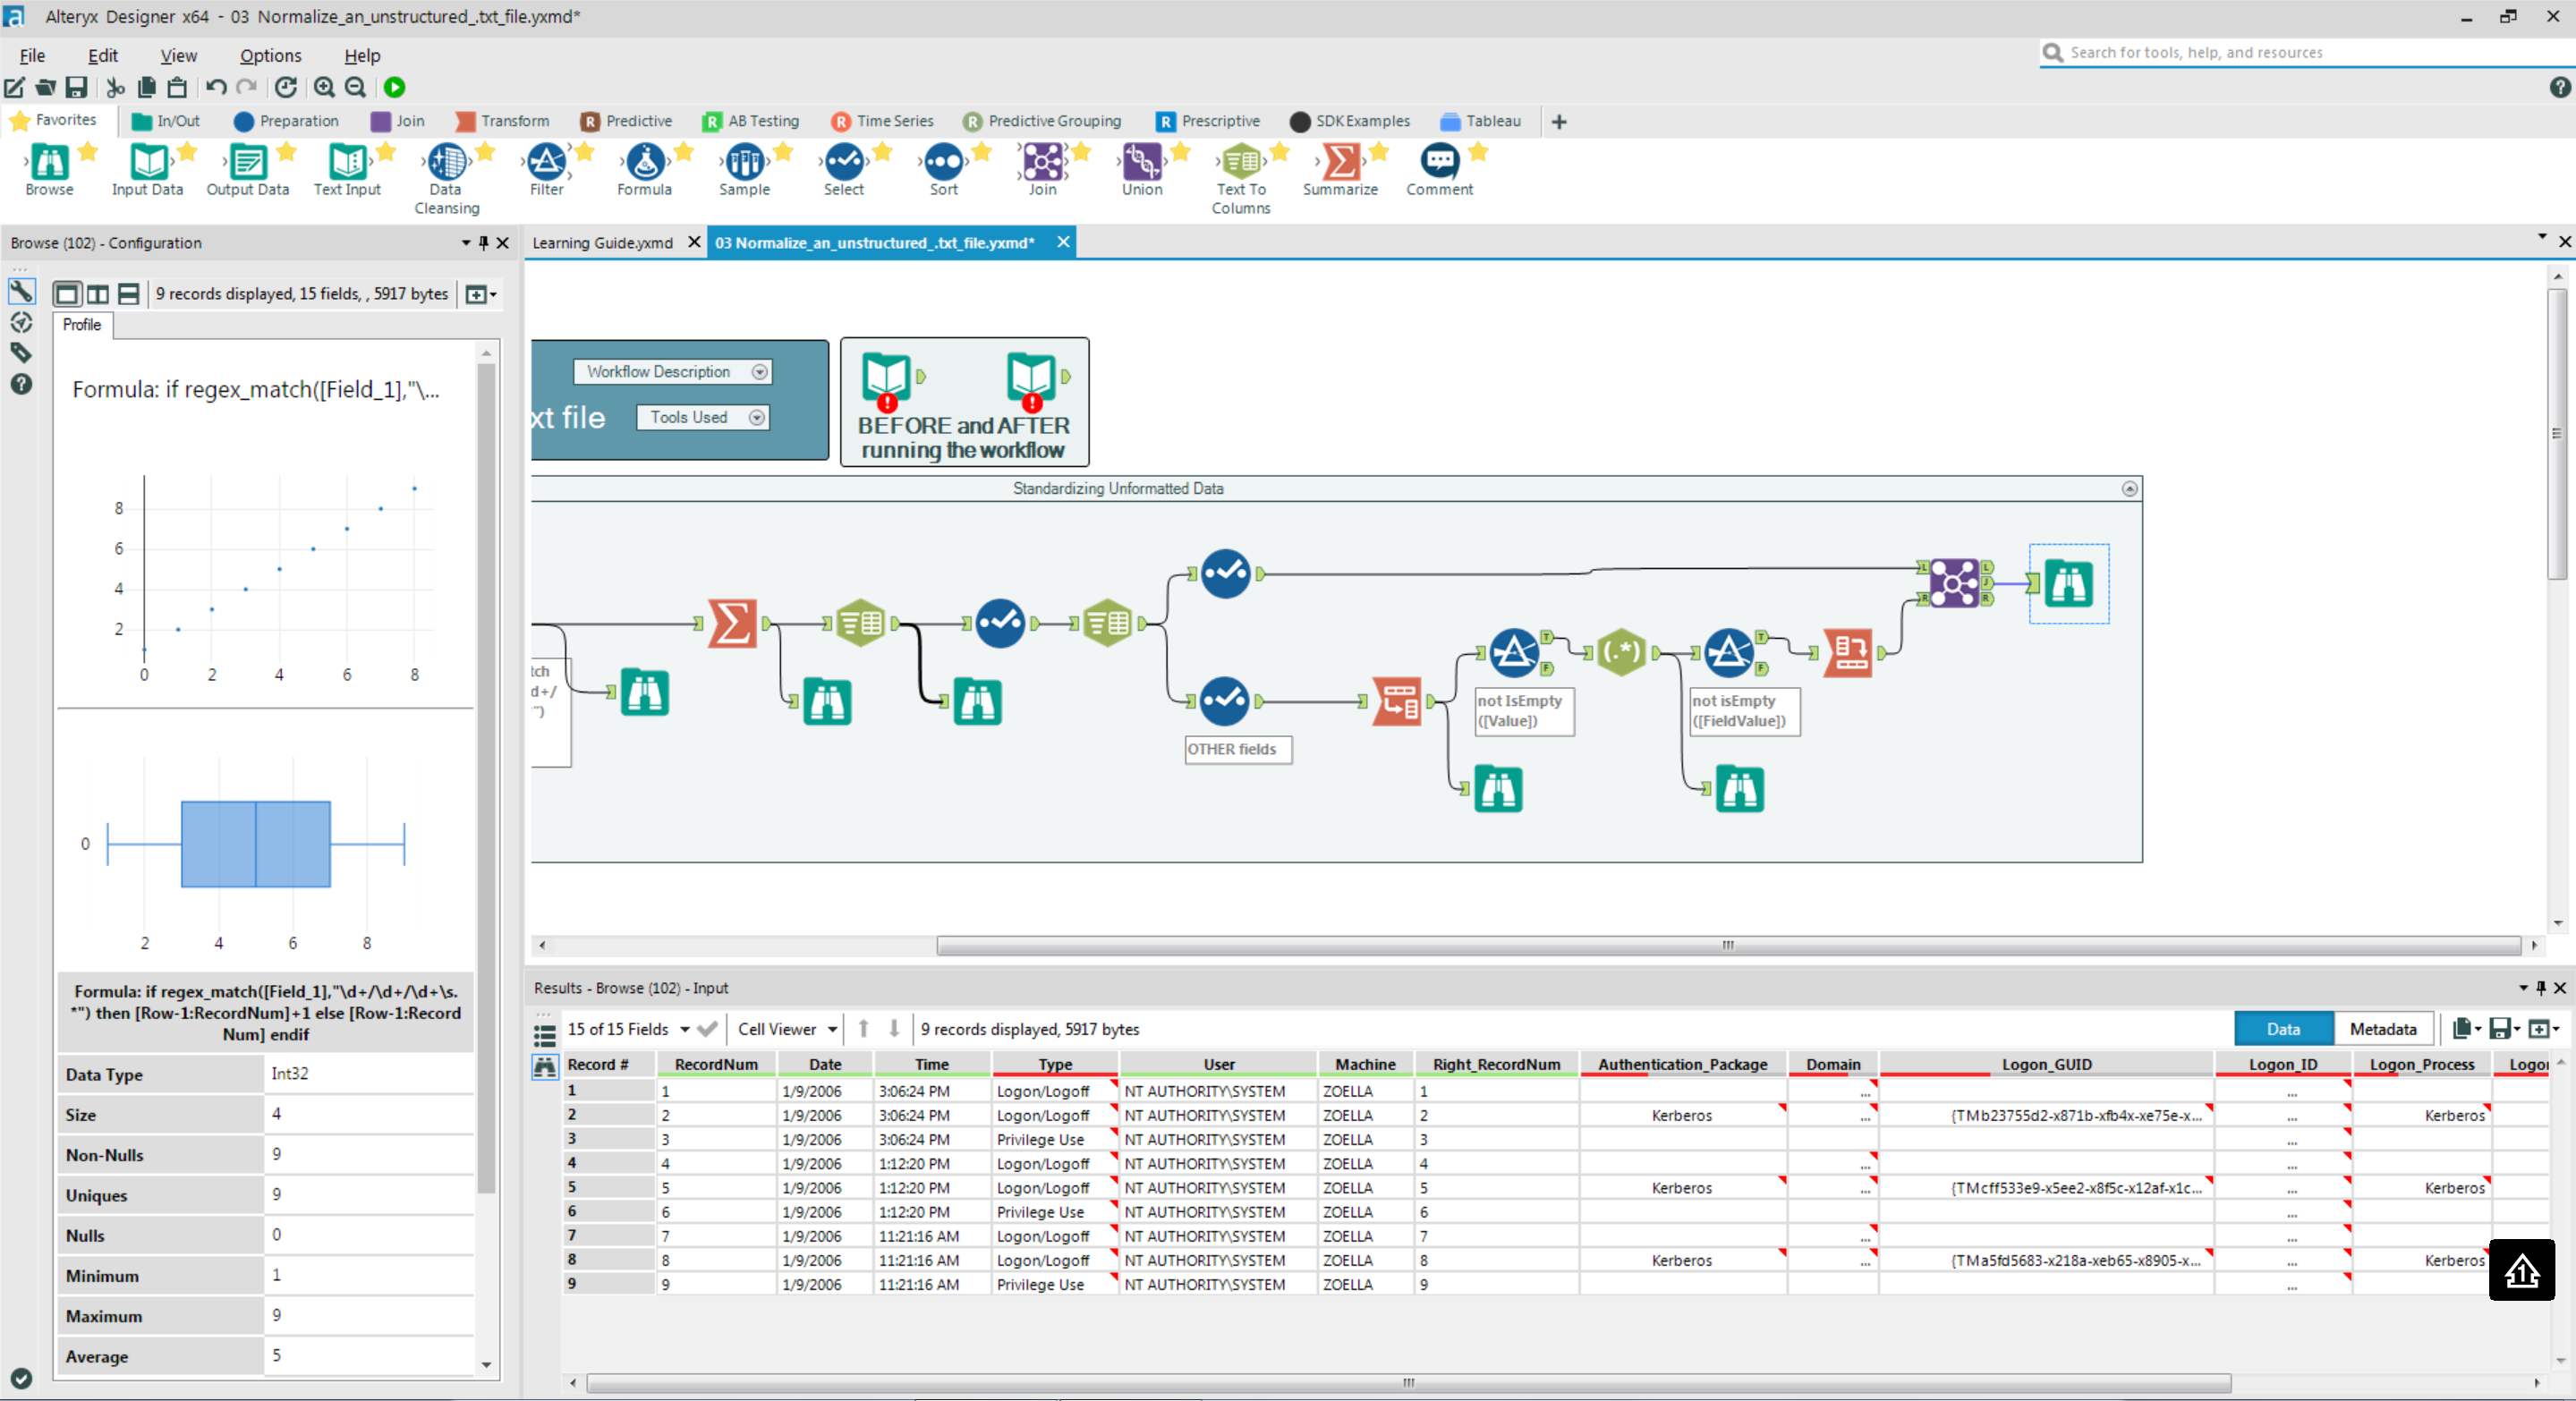 Alteryx Designer x64 - 03 Normalize_an_unstructured_.txt_file.yxmd*
File Edit View Options Help
Search for tools, help, and resources
Favorites In/Out Preparation Join Transform Predictive AB Testing Time Series Predictive Grouping Prescriptive SDK Examples Tableau +
Browse Input Data Output Data Text Input Data Cleansing Filter Formula Sample Select Sort Join Union Text To Columns Summarize Comment
Browse (102) - Configuration
9 records displayed, 15 fields, , 5917 bytes
Profile
Formula: if regex_match([Field_1],"\...
8
6
4
2
0 2 4 6 8
0
2 4 6 8
Formula: if regex_match([Field_1],"\d+/\d+/\d+\s.
*") then [Row-1:RecordNum]+1 else [Row-1:Record
Num] endif
Data Type Int32
Size 4
Non-Nulls 9
Uniques 9
Nulls 0
Minimum 1
Maximum 9
Average 5
Learning Guide.yxmd 03 Normalize_an_unstructured_.txt_file.yxmd*
Workflow Description
xt file
Tools Used
BEFORE and AFTER
running the workflow
Standardizing Unformatted Data
tch
d+/
")
OTHER fields
(.*)
T
F
T
F
not IsEmpty
([Value])
not isEmpty
([FieldValue])
L
R
L
J
R
Results - Browse (102) - Input
15 of 15 Fields Cell Viewer 9 records displayed, 5917 bytes Data Metadata
Record # RecordNum Date Time Type User Machine Right_RecordNum Authentication_Package Domain Logon_GUID Logon_ID Logon_Process Logon
1 1 1/9/2006 3:06:24 PM Logon/Logoff NT AUTHORITY\SYSTEM ZOELLA 1 ... ...
2 2 1/9/2006 3:06:24 PM Logon/Logoff NT AUTHORITY\SYSTEM ZOELLA 2 Kerberos ... {TMb23755d2-x871b-xfb4x-xe75e-x... ... Kerberos
3 3 1/9/2006 3:06:24 PM Privilege Use NT AUTHORITY\SYSTEM ZOELLA 3 ...
4 4 1/9/2006 1:12:20 PM Logon/Logoff NT AUTHORITY\SYSTEM ZOELLA 4 ... ...
5 5 1/9/2006 1:12:20 PM Logon/Logoff NT AUTHORITY\SYSTEM ZOELLA 5 Kerberos ... {TMcff533e9-x5ee2-x8f5c-x12af-x1c... ... Kerberos
6 6 1/9/2006 1:12:20 PM Privilege Use NT AUTHORITY\SYSTEM ZOELLA 6 ...
7 7 1/9/2006 11:21:16 AM Logon/Logoff NT AUTHORITY\SYSTEM ZOELLA 7 ... ...
8 8 1/9/2006 11:21:16 AM Logon/Logoff NT AUTHORITY\SYSTEM ZOELLA 8 Kerberos ... {TMa5fd5683-x218a-xeb65-x8905-x... ... Kerberos
9 9 1/9/2006 11:21:16 AM Privilege Use NT AUTHORITY\SYSTEM ZOELLA 9 ...
1